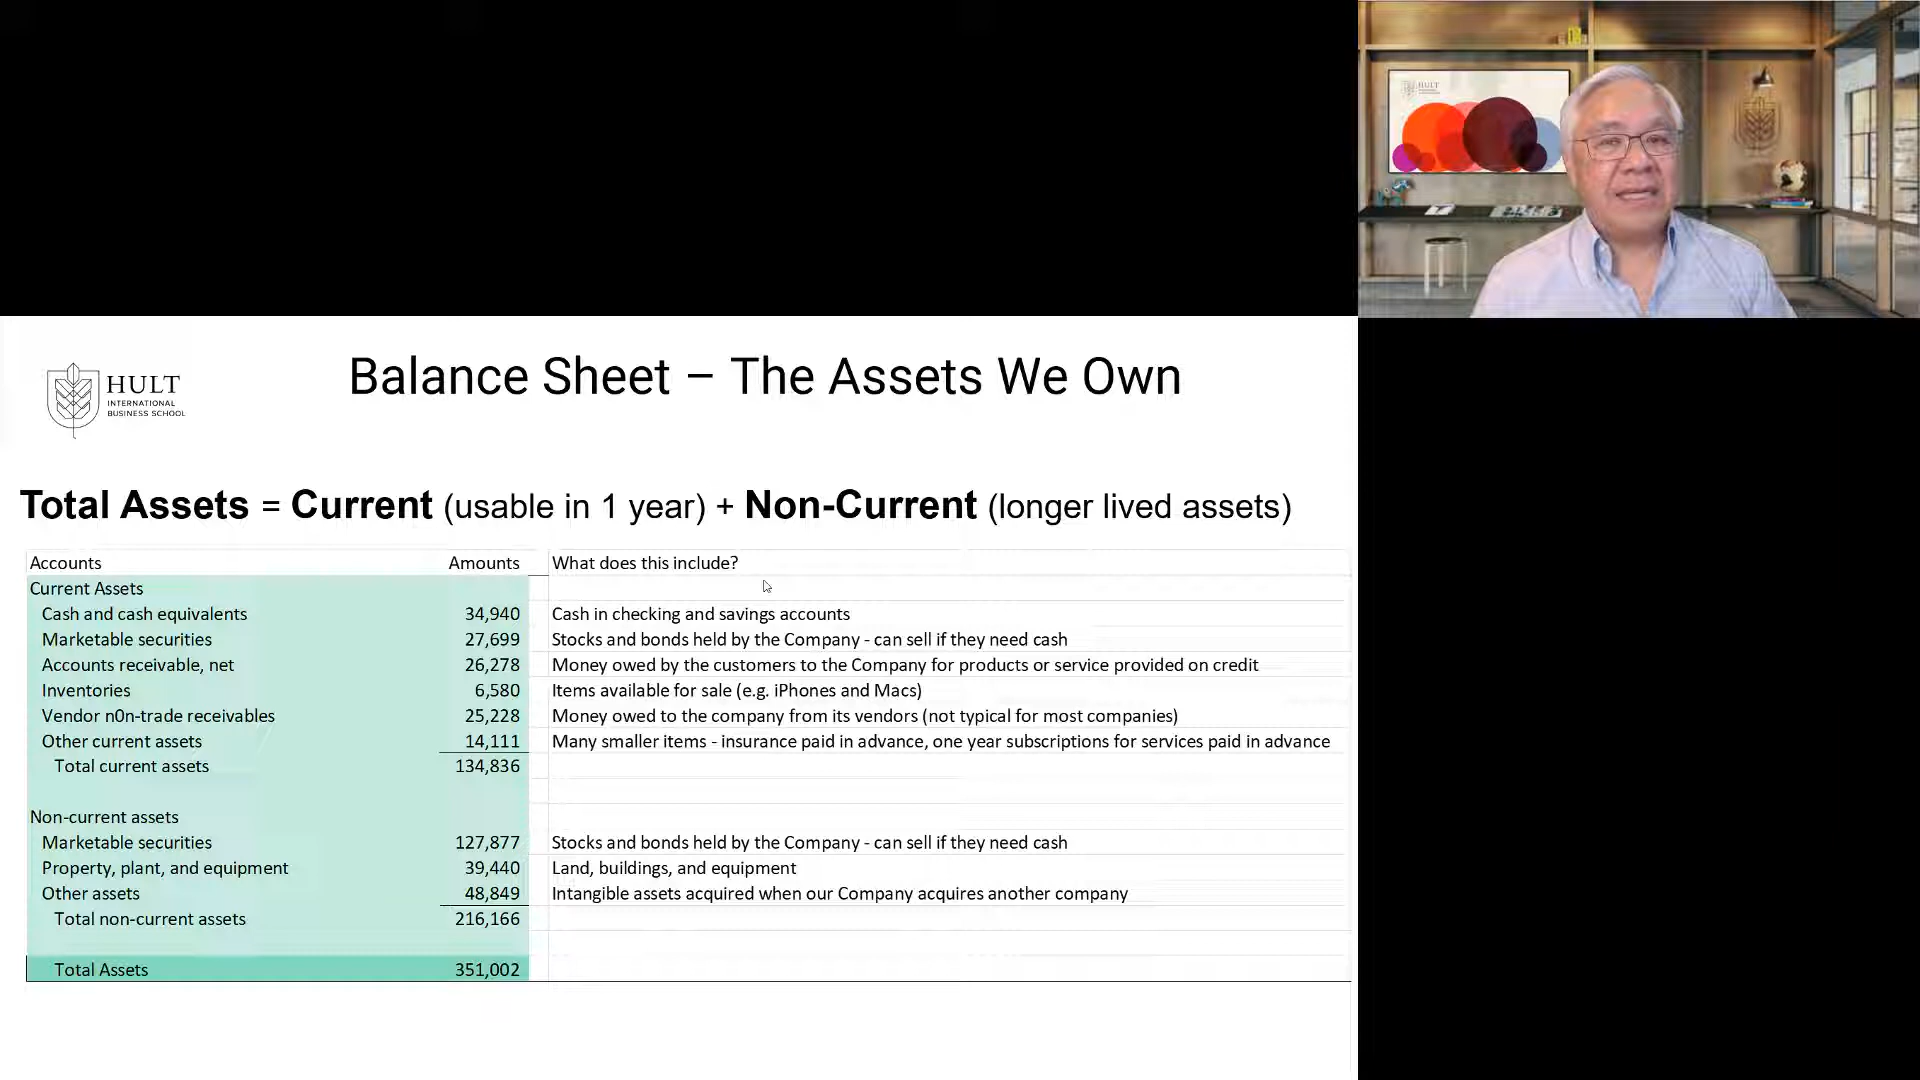 HULT
HULT
INTERNATIONAL
BUSINESS SCHOOL
Balance Sheet – The Assets We Own
Total Assets = Current (usable in 1 year) + Non-Current (longer lived assets)
Accounts Amounts What does this include?
Current Assets
Cash and cash equivalents 34,940 Cash in checking and savings accounts
Marketable securities 27,699 Stocks and bonds held by the Company - can sell if they need cash
Accounts receivable, net 26,278 Money owed by the customers to the Company for products or service provided on credit
Inventories 6,580 Items available for sale (e.g. iPhones and Macs)
Vendor n0n-trade receivables 25,228 Money owed to the company from its vendors (not typical for most companies)
Other current assets 14,111 Many smaller items - insurance paid in advance, one year subscriptions for services paid in advance
Total current assets 134,836
Non-current assets
Marketable securities 127,877 Stocks and bonds held by the Company - can sell if they need cash
Property, plant, and equipment 39,440 Land, buildings, and equipment
Other assets 48,849 Intangible assets acquired when our Company acquires another company
Total non-current assets 216,166
Total Assets 351,002